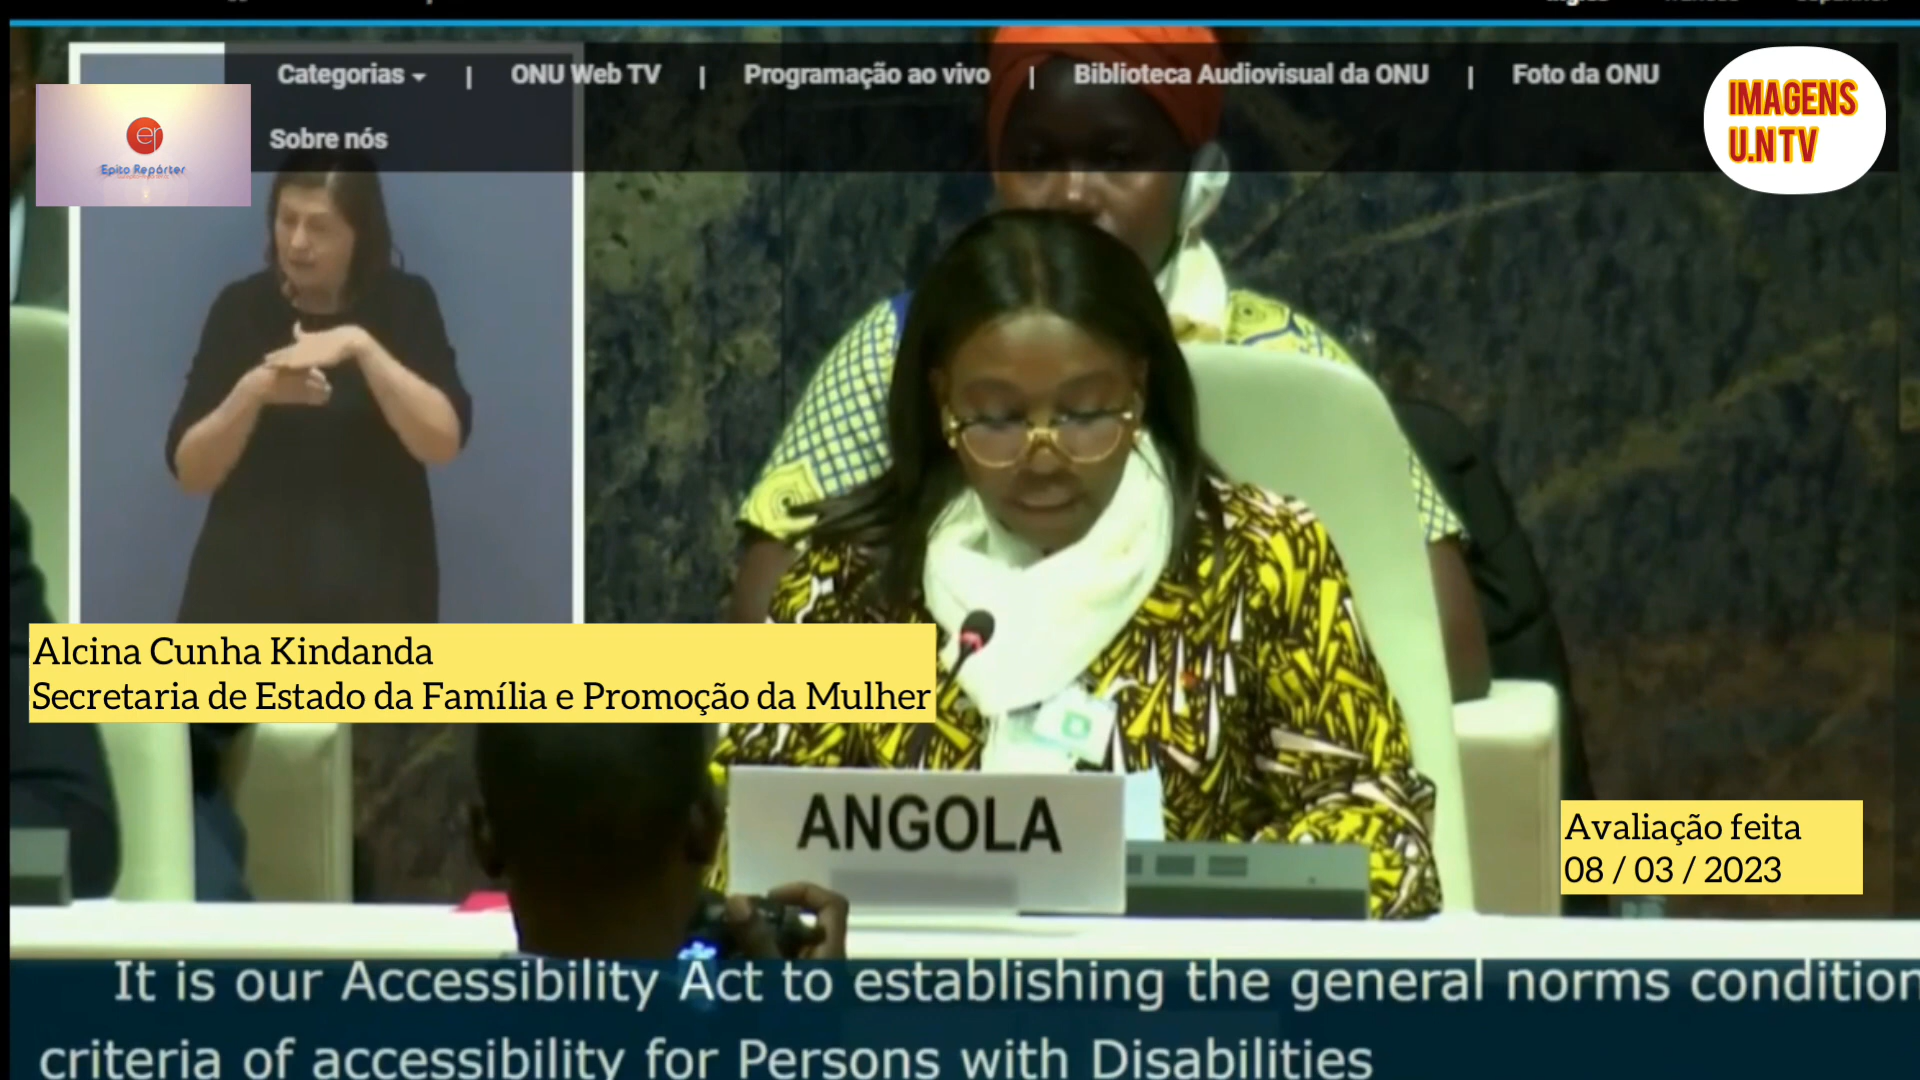 Categorias | ONU Web TV | Programação ao vivo | Biblioteca Audiovisual da ONU | Foto da ONU
Sobre nós
er
Epito Repórter
IMAGENS
U.N TV
Alcina Cunha Kindanda
Secretaria de Estado da Família e Promoção da Mulher
ANGOLA
Avaliação feita
08 / 03 / 2023
It is our Accessibility Act to establishing the general norms condition
criteria of accessibility for Persons with Disabilities